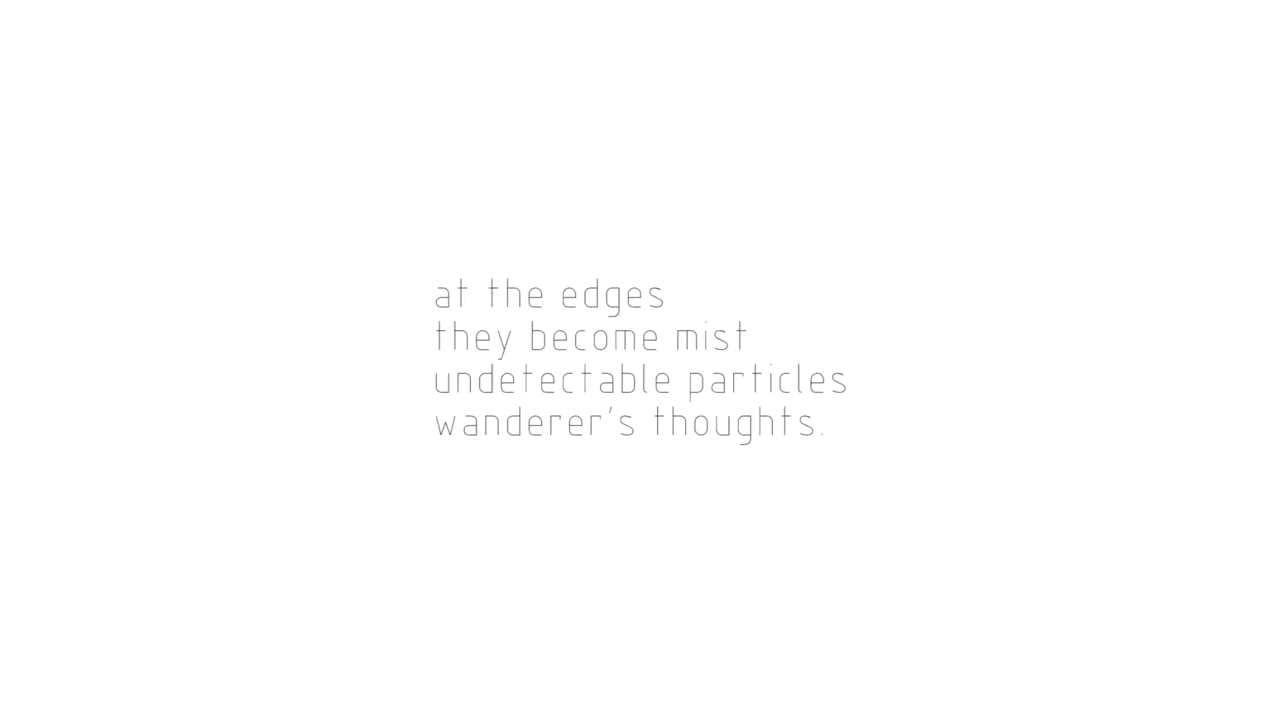 at the edges
they become mist
undetectable particles
wanderer's thoughts.